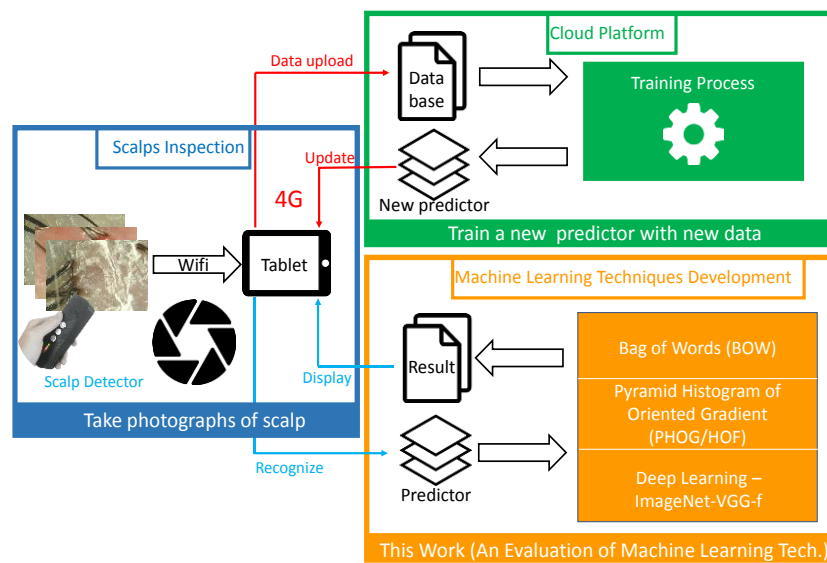 Cloud Platform
Data upload
Data
base
Training Process
Scalps Inspection
Update
4G
New predictor
Train a new  predictor with new data
Wifi
Tablet
Machine Learning Techniques Development
Scalp Detector
Display
Result
Bag of Words (BOW)
Pyramid Histogram of
Oriented Gradient
(PHOG/HOF)
Take photographs of scalp
Recognize
Predictor
Deep Learning –
ImageNet-VGG-f
This Work (An Evaluation of Machine Learning Tech.)